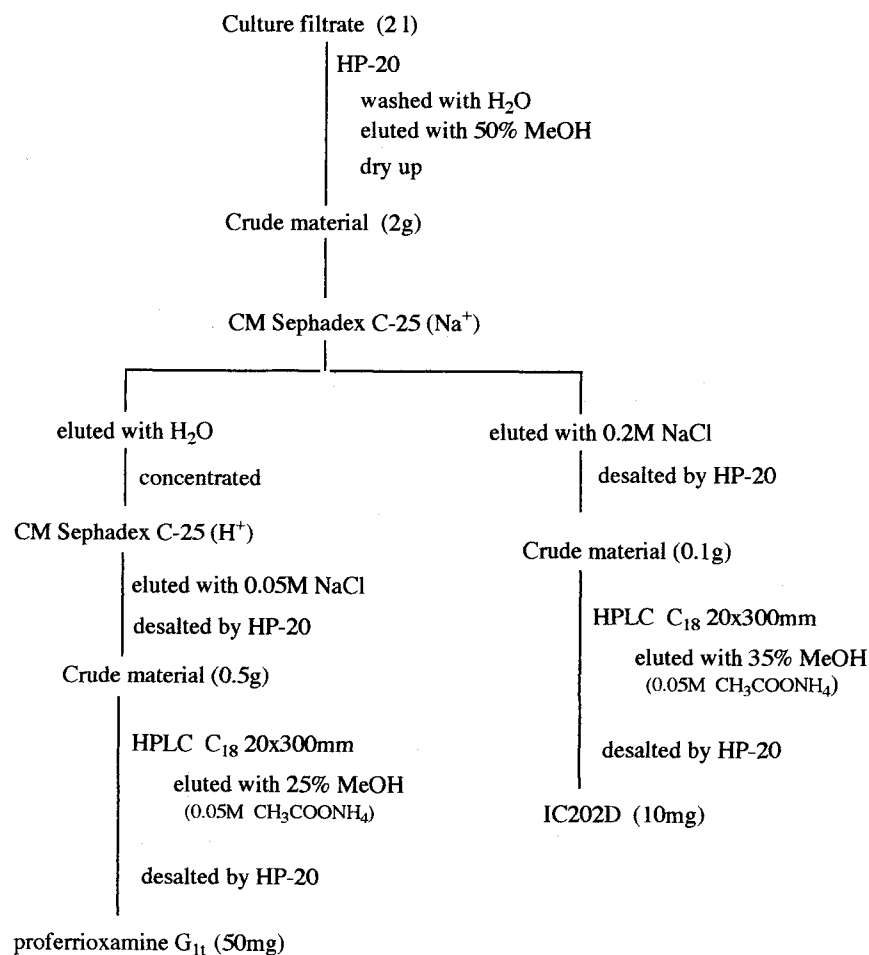 Culture filtrate (2 l)
HP-20
washed with H₂O
eluted with 50% MeOH
dry up
Crude material (2g)
CM Sephadex C-25 (Na⁺)
eluted with H₂O
concentrated
CM Sephadex C-25 (H⁺)
eluted with 0.05M NaCl
desalted by HP-20
Crude material (0.5g)
HPLC C₁₈ 20x300mm
eluted with 25% MeOH
(0.05M CH₃COONH₄)
desalted by HP-20
proferrioxamine G₁t (50mg)
eluted with 0.2M NaCl
desalted by HP-20
Crude material (0.1g)
HPLC C₁₈ 20x300mm
eluted with 35% MeOH
(0.05M CH₃COONH₄)
desalted by HP-20
IC202D (10mg)